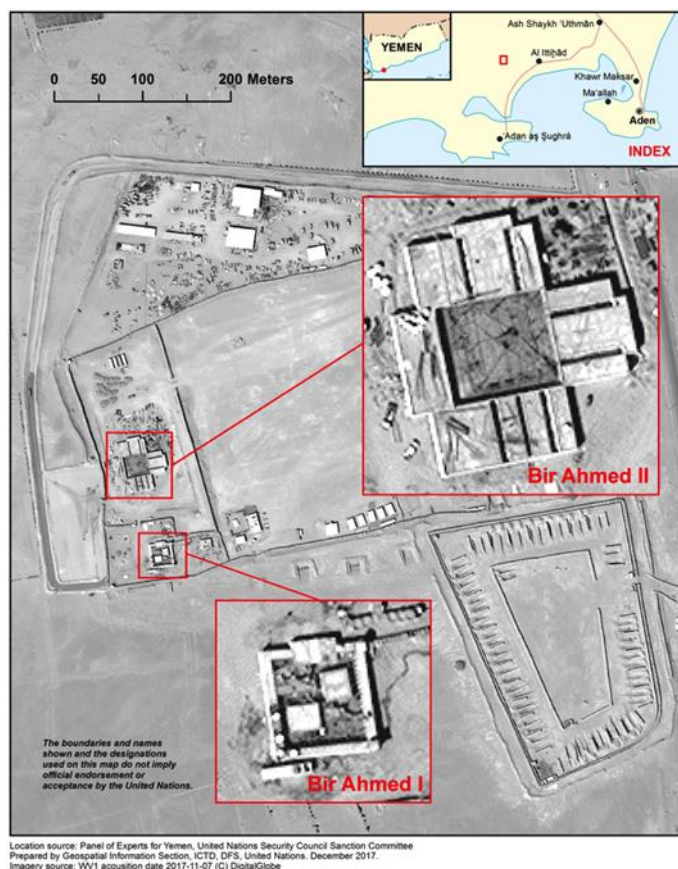 0 50 100 200 Meters
YEMEN
Ash Shaykh 'Uthmān
Al Ittiḩād
Khawr Maksar
Ma'allah
Aden
'Adan aş Şughrá
INDEX
Bir Ahmed II
Bir Ahmed I
The boundaries and names
shown and the designations
used on this map do not imply
official endorsement or
acceptance by the United Nations.
Location source: Panel of Experts for Yemen, United Nations Security Council Sanction Committee
Prepared by Geospatial Information Section, ICTD, DFS, United Nations. December 2017.
Imagery source: WV1 acqusition date 2017-11-07 (C) DigitalGlobe